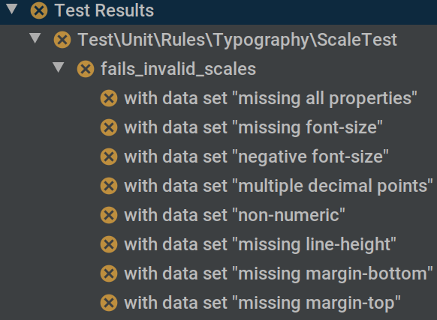 Test Results
Test\Unit\Rules\Typography\ScaleTest
fails_invalid_scales
with data set "missing all properties"
with data set "missing font-size"
with data set "negative font-size"
with data set "multiple decimal points"
with data set "non-numeric"
with data set "missing line-height"
with data set "missing margin-bottom"
with data set "missing margin-top"